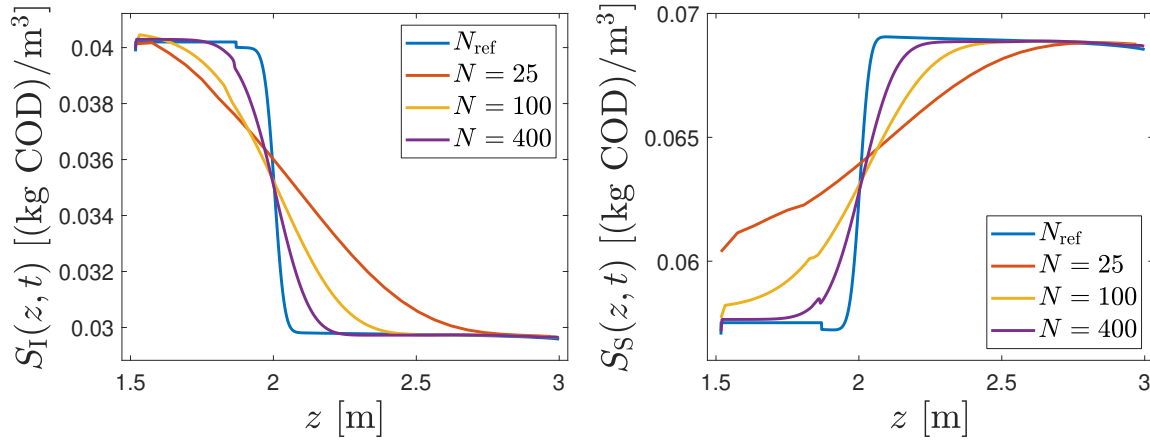 S_I(z, t) [(kg COD)/m³]
0.04
0.038
0.036
0.034
0.032
0.03
N_ref
N = 25
N = 100
N = 400
1.5
2
2.5
3
z [m]
S_S(z, t) [(kg COD)/m³]
0.07
0.065
0.06
N_ref
N = 25
N = 100
N = 400
1.5
2
2.5
3
z [m]